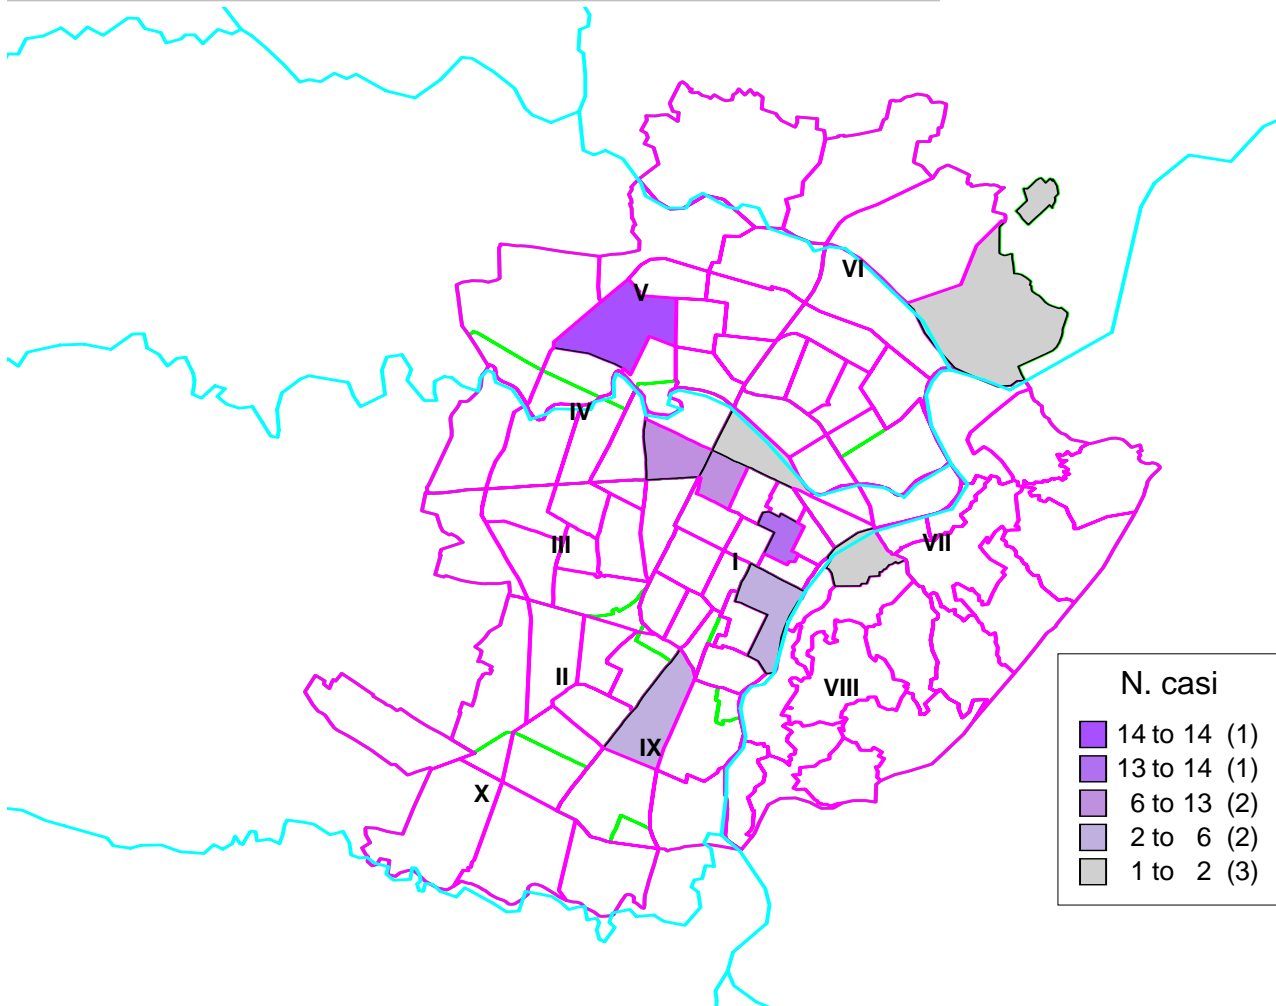 VI
V
IV
III
I
VII
II
VIII
IX
X
N. casi
14 to 14 (1)
13 to 14 (1)
6 to 13 (2)
2 to 6 (2)
1 to 2 (3)